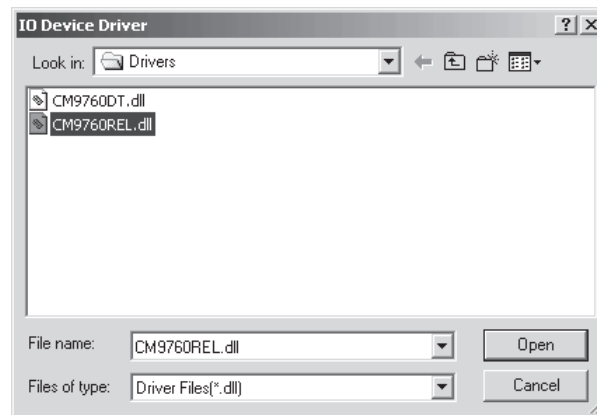 IO Device Driver
Look in: Drivers
CM9760DT.dll
CM9760REL.dll
File name: CM9760REL.dll Open
Files of type: Driver Files(*.dll) Cancel